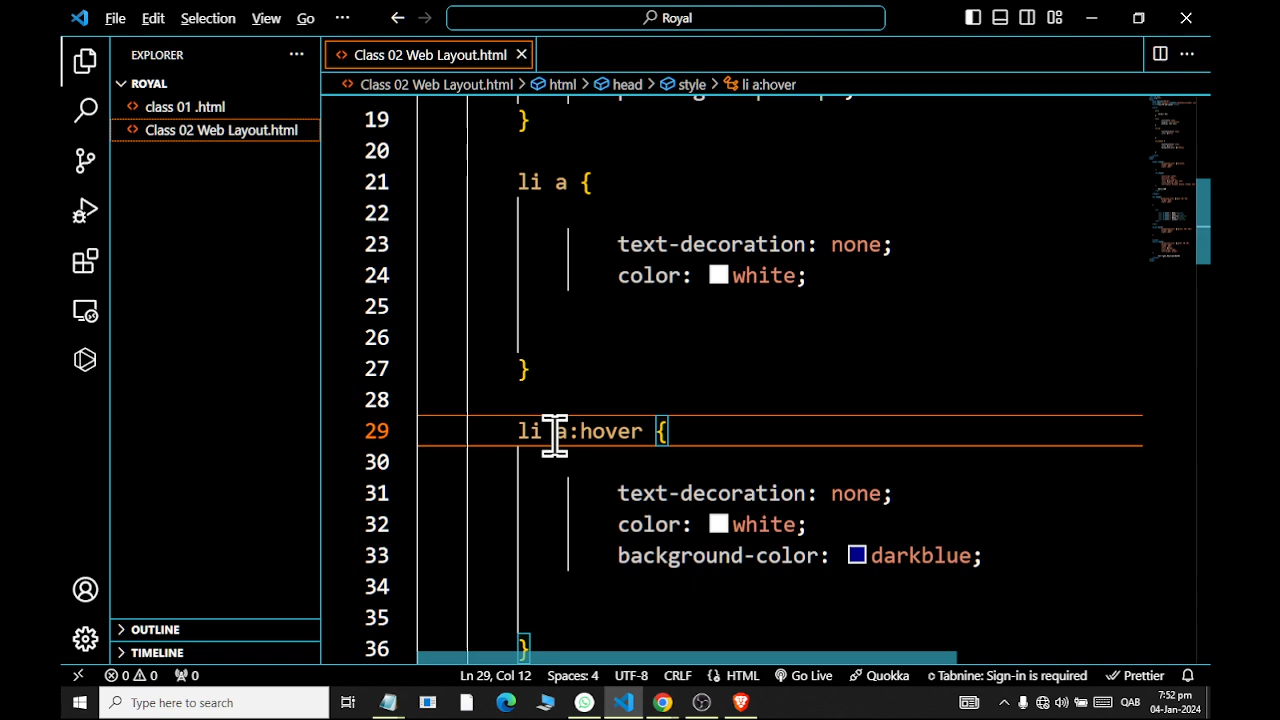 File Edit Selection View Go ··· Royal
EXPLORER ···
Class 02 Web Layout.html
ROYAL
Class 02 Web Layout.html > html > head > style > li a:hover
class 01 .html
Class 02 Web Layout.html
19 }
20
21 li a {
22
23 text-decoration: none;
24 color: white;
25
26
27 }
28
29 li a:hover {
30
31 text-decoration: none;
32 color: white;
33 background-color: darkblue;
34
35
36 }
OUTLINE
TIMELINE
0 0 0 Ln 29, Col 12 Spaces: 4 UTF-8 CRLF HTML Go Live Quokka Tabnine: Sign-in is required Prettier
Type here to search
QAB
7:52 pm
04-Jan-2024